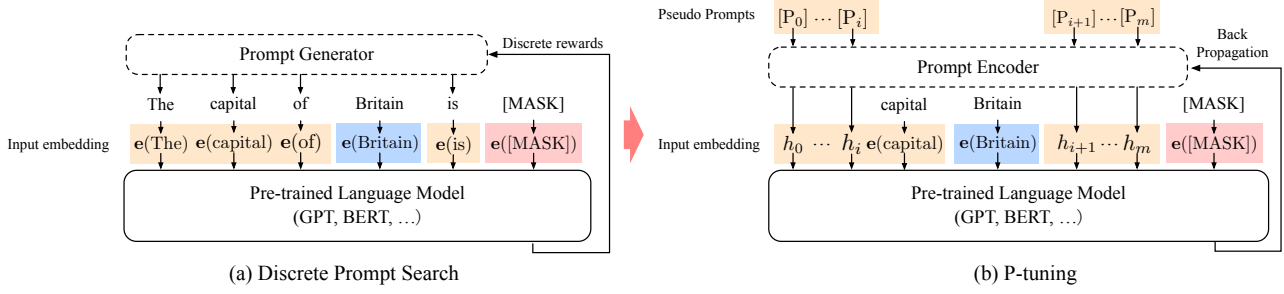 Prompt Generator
Discrete rewards
The capital of Britain is [MASK]
Input embedding e(The) e(capital) e(of) e(Britain) e(is) e([MASK])
Pre-trained Language Model
(GPT, BERT, …)
(a) Discrete Prompt Search
Pseudo Prompts [P₀] ⋯ [Pᵢ] [Pᵢ₊₁] ⋯ [Pₘ]
Back
Propagation
Prompt Encoder
capital Britain [MASK]
Input embedding h₀ ⋯ hᵢ e(capital) e(Britain) hᵢ₊₁ ⋯ hₘ e([MASK])
Pre-trained Language Model
(GPT, BERT, …)
(b) P-tuning